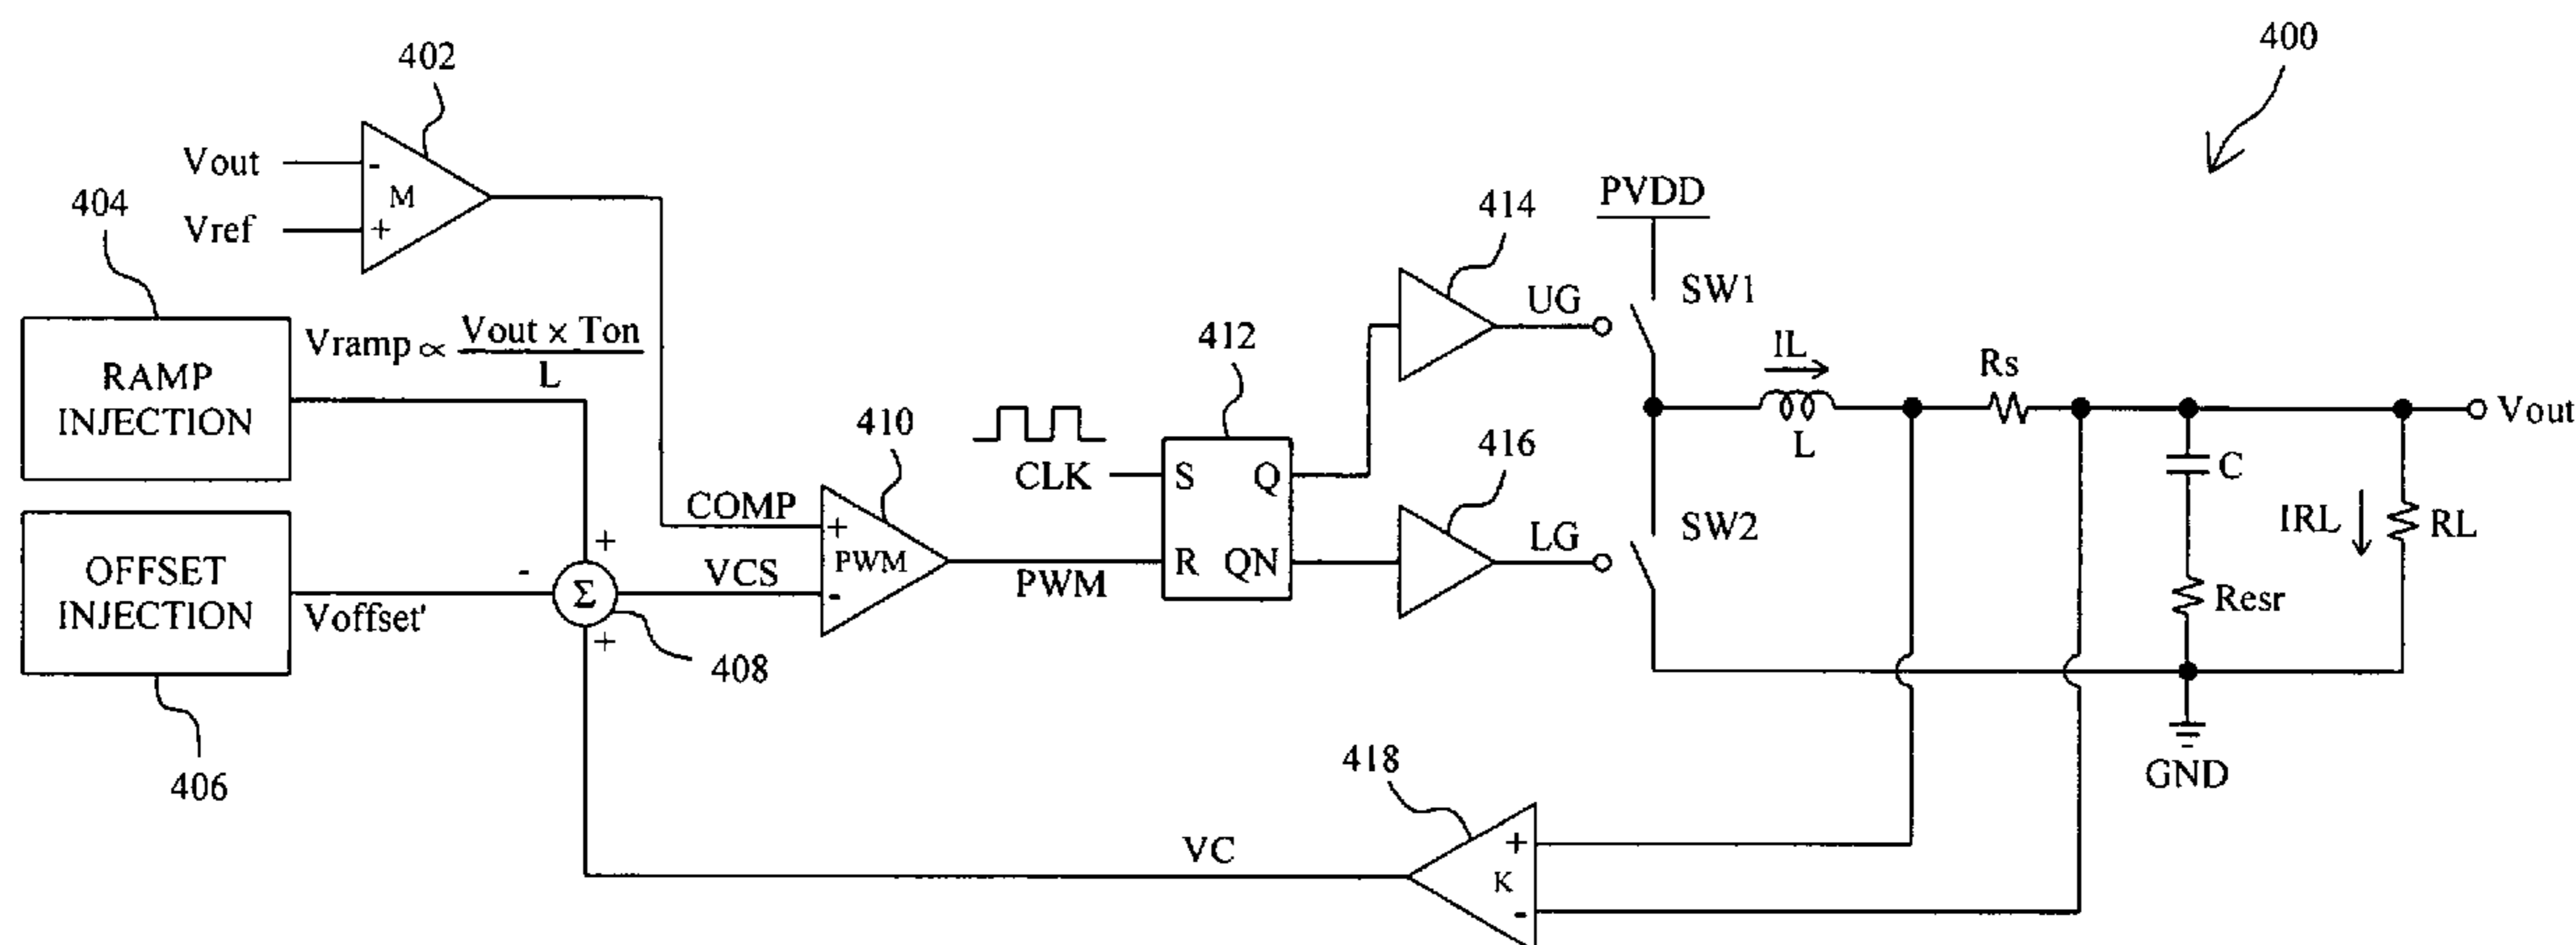 400
402
Vout
-
M
Vref
+
404
RAMP
INJECTION
Vramp ∝ Vout × Ton
L
OFFSET
INJECTION
Voffset'
406
+
-
Σ
+
408
COMP
VCS
410
+
PWM
-
PWM
CLK
412
S Q
R QN
414
UG
416
LG
PVDD
SW1
SW2
IL
L
Rs
Vout
C
Resr
IRL
RL
GND
418
+
K
-
VC